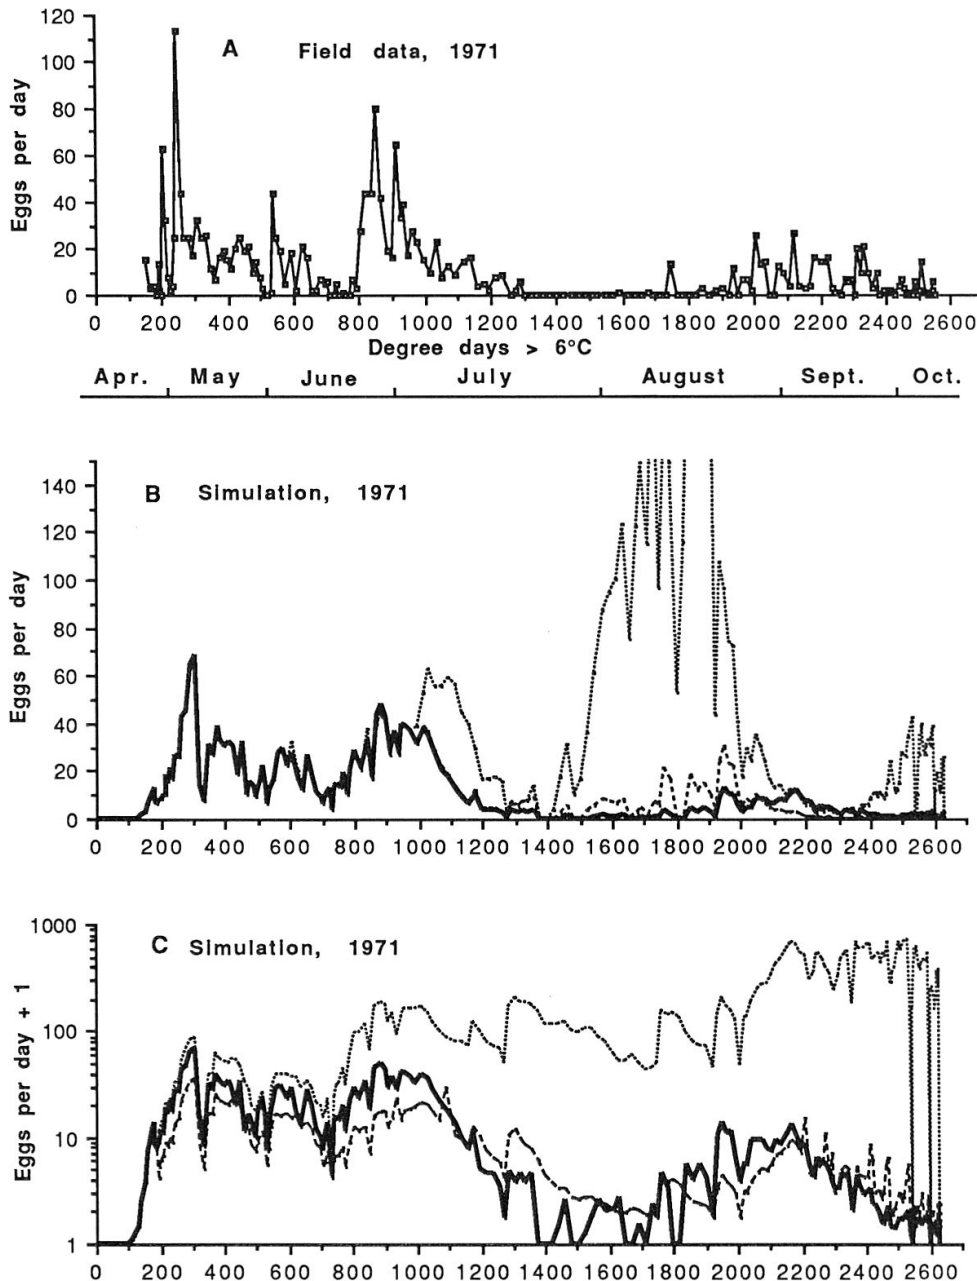 A Field data, 1971
Eggs per day
120
100
80
60
40
20
0
0 200 400 600 800 1000 1200 1400 1600 1800 2000 2200 2400 2600
Degree days > 6°C
Apr. May June July August Sept. Oct.
B Simulation, 1971
Eggs per day
140
120
100
80
60
40
20
0
0 200 400 600 800 1000 1200 1400 1600 1800 2000 2200 2400 2600
C Simulation, 1971
Eggs per day + 1
1000
100
10
1
0 200 400 600 800 1000 1200 1400 1600 1800 2000 2200 2400 2600